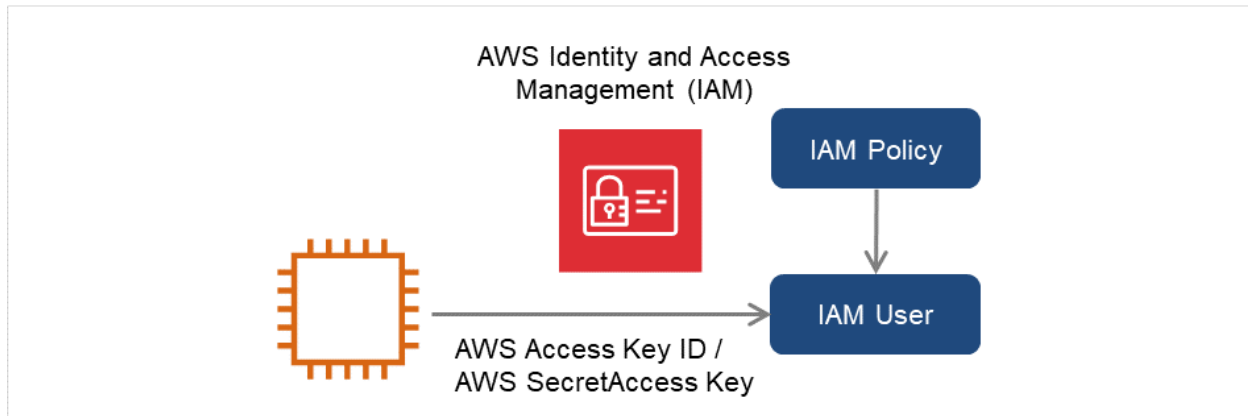 AWS Identity and Access
Management (IAM)
IAM Policy
IAM User
AWS Access Key ID /
AWS SecretAccess Key